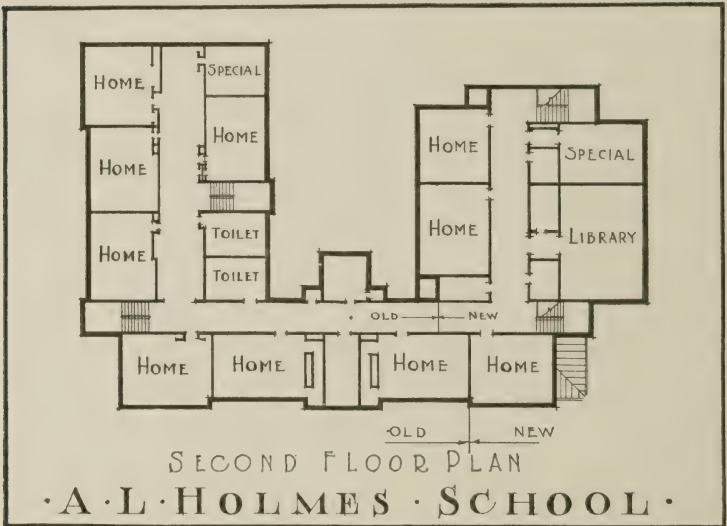 HOME
SPECIAL
HOME
HOME
HOME
TOILET
TOILET
HOME
SPECIAL
HOME
LIBRARY
OLD NEW
HOME HOME HOME HOME
OLD NEW
SECOND FLOOR PLAN
·A·L·HOLMES·SCHOOL·